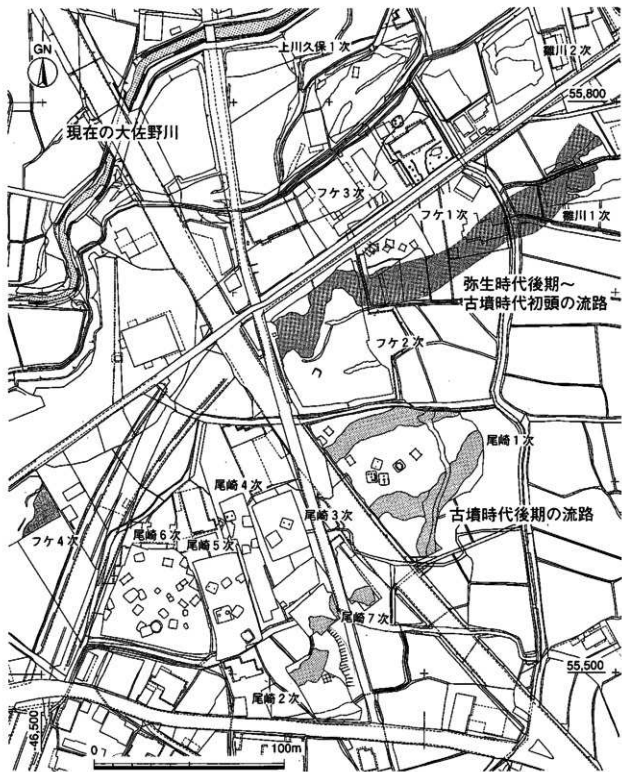 GN
上川久保1次
雛川2次
55,800
現在の大佐野川
フケ3次
フケ1次
雛川1次
弥生時代後期～
古墳時代初頭の流路
フケ2次
尾崎1次
尾崎4次
尾崎3次
古墳時代後期の流路
フケ4次
尾崎6次
尾崎5次
尾崎7次
尾崎2次
55,500
-46,500
0
100m